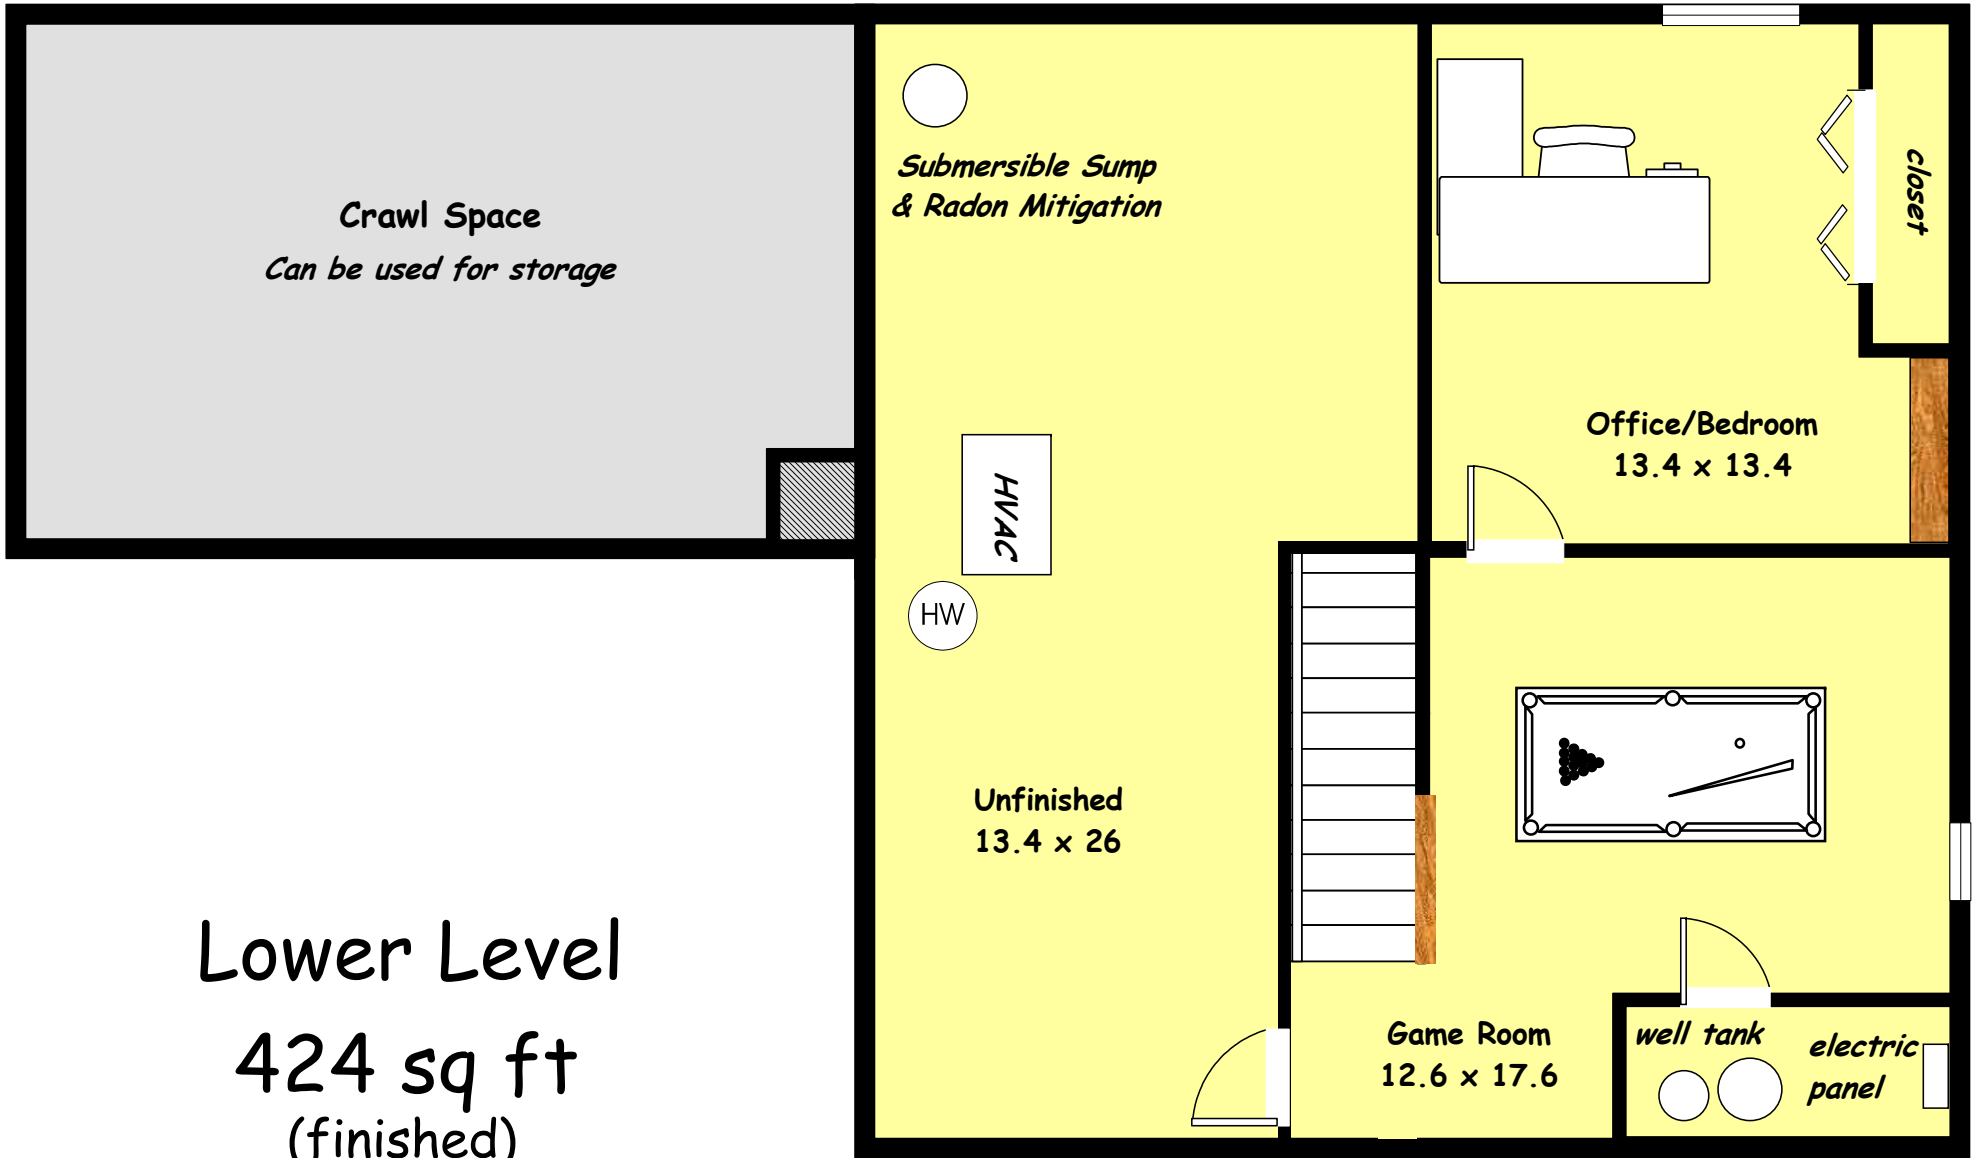 Crawl Space
Can be used for storage
Submersible Sump
& Radon Mitigation
closet
Office/Bedroom
13.4 x 13.4
HVAC
HW
Unfinished
13.4 x 26
Lower Level
424 sq ft
(finished)
Game Room
12.6 x 17.6
well tank
electric
panel